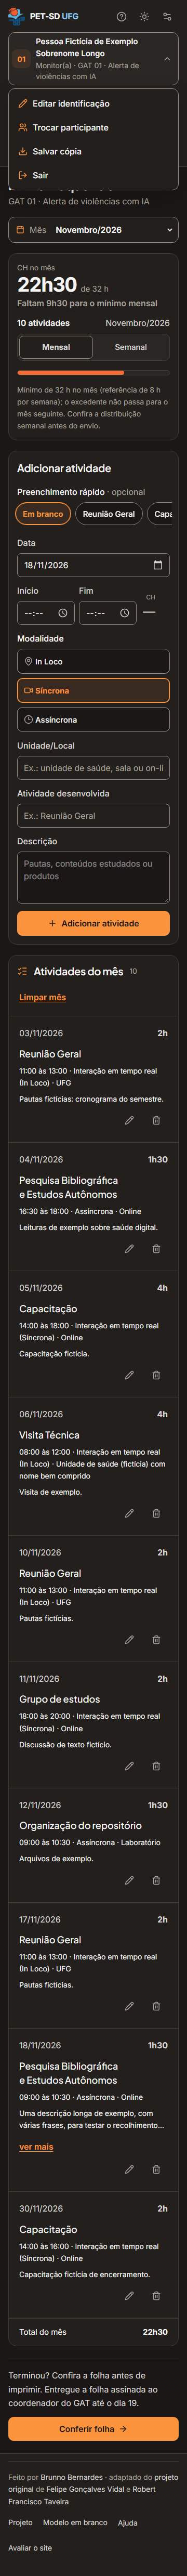 PET-SD UFG
Pessoa Fictícia de Exemplo
Sobrenome Longo
01
Monitor(a) · GAT 01 · Alerta de
videocolíticas com IA
Editar identificação
Trocar participante
Salvar cópia
Sair
GAT 01 · Alerta de videocolíticas com IA
Mês Novembro/2026
CH no mês
22h30 de 32 h
Faltam 9h30 para o mínimo mensal
10 atividades Novembro/2026
Mensal Semanal
Mínimo de 32 h no mês (referência de 8 h
por semana); o excedente não passa para o
mês seguinte. Confira a distribuição
semanal antes do envio.
Adicionar atividade
Preenchimento rápido · opcional
Em branco Reunião Geral Capa
Data
18/11/2026
Início Fim CH
--:-- --:-- —
Modalidade
In Loco
Síncrona
Assíncrona
Unidade/Local
Ex.: unidade de saúde, sala ou on-li
Atividade desenvolvida
Ex.: Reunião Geral
Descrição
Pautas, conteúdos estudados ou
produtos
Adicionar atividade
Atividades do mês 10
Limpar mês
03/11/2026 2h
Reunião Geral
11:00 às 13:00 · Interação em tempo real
(In Loco) · UFG
Pautas fictícias: cronograma do semestre.
04/11/2026 1h30
Pesquisa Bibliográfica
e Estudos Autônomos
16:30 às 18:00 · Assíncrona · Online
Leituras de exemplo sobre saúde digital.
05/11/2026 4h
Capacitação
14:00 às 18:00 · Interação em tempo real
(Síncrona) · Online
Capacitação fictícia.
06/11/2026 4h
Visita Técnica
08:00 às 12:00 · Interação em tempo real
(In Loco) · Unidade de saúde (fictícia) com
nome bem comprido
Visita de exemplo.
10/11/2026 2h
Reunião Geral
11:00 às 13:00 · Interação em tempo real
(In Loco) · UFG
Pautas fictícias.
11/11/2026 2h
Grupo de estudos
18:00 às 20:00 · Interação em tempo real
(Síncrona) · Online
Discussão de texto fictício.
12/11/2026 1h30
Organização do repositório
09:00 às 10:30 · Assíncrona · Laboratório
Arquivos de exemplo.
17/11/2026 2h
Reunião Geral
11:00 às 13:00 · Interação em tempo real
(In Loco) · UFG
Pautas fictícias.
18/11/2026 1h30
Pesquisa Bibliográfica
e Estudos Autônomos
09:00 às 10:30 · Assíncrona · Online
Uma descrição longa de exemplo, com
várias frases, para testar o recolhimento...
ver mais
30/11/2026 2h
Capacitação
14:00 às 16:00 · Interação em tempo real
(Síncrona) · Online
Capacitação fictícia de encerramento.
Total do mês 22h30
Terminou? Confira a folha antes de
imprimir. Entregue a folha assinada ao
coordenador do GAT até o dia 19.
Conferir folha
Feito por Brunno Bernardes · adaptado do projeto
original de Felipe Gonçalves Vidal e Robert
Francisco Taveira
Projeto Modelo em branco Ajuda
Avaliar o site